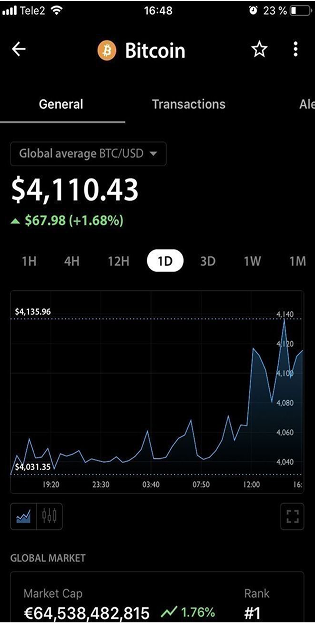 Tele2 16:48 23 %
Bitcoin
General Transactions Ale
Global average BTC/USD
$4,110.43
$67.98 (+1.68%)
1H 4H 12H 1D 3D 1W 1M
$4,135.96
4,140
4,120
4,100
4,080
4,060
4,040
$4,031.35
19:20 23:30 03:40 07:50 12:00 16:
GLOBAL MARKET
Market Cap Rank
€64,538,482,815 1.76% #1